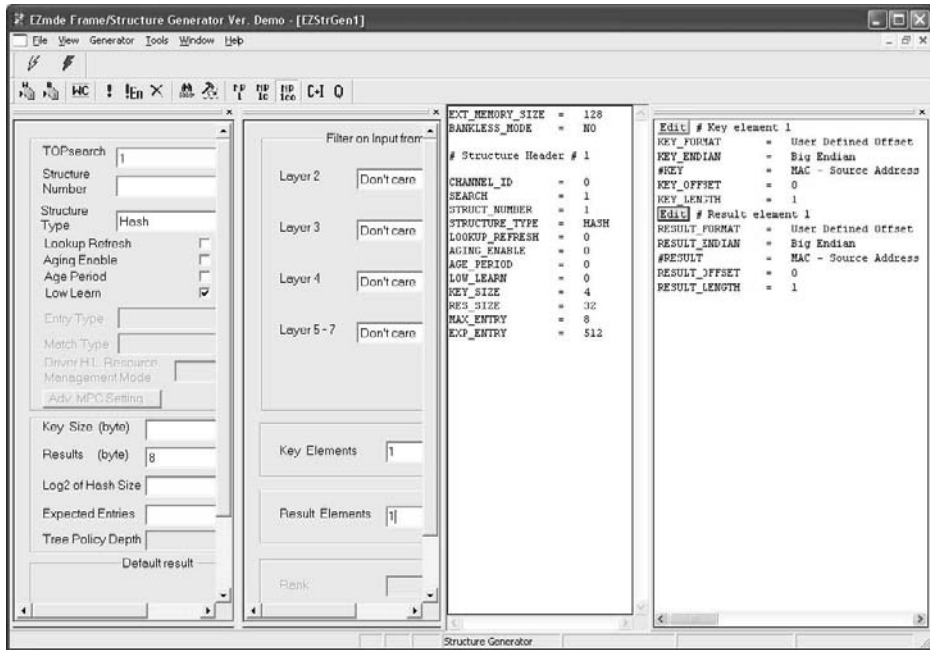 EZmde Frame/Structure Generator Ver. Demo - [EZStrGen1]
File View Generator Tools Window Help
WC ! !En C+I Q
TOPsearch 1
Structure Number
Structure Type Hash
Lookup Refresh
Aging Enable
Age Period
Low Learn
Entry Type
Match Type
Driver H.L. Resource Management Mode
Adv. MPC Setting
Key Size (byte)
Results (byte) 8
Log2 of Hash Size
Expected Entries
Tree Policy Depth
Default result
Filter on Input from
Layer 2 Don't care
Layer 3 Don't care
Layer 4 Don't care
Layer 5 - 7 Don't care
Key Elements 1
Result Elements 1
Rank
EXT_MEMORY_SIZE = 128
BANKLESS_MODE = NO
# Structure Header # 1
CHANNEL_ID = 0
SEARCH = 1
STRUCT_NUMBER = 1
STRUCTURE_TYPE = HASH
LOOKUP_REFRESH = 0
AGING_ENABLE = 0
AGE_PERIOD = 0
LOW_LEARN = 0
KEY_SIZE = 4
RES_SIZE = 32
MAX_ENTRY = 8
EXP_ENTRY = 512
Edit # Key element 1
KEY_FORMAT = User Defined Offset
KEY_ENDIAN = Big Endian
#KEY = MAC - Source Address
KEY_OFFSET = 0
KEY_LENGTH = 1
Edit # Result element 1
RESULT_FORMAT = User Defined Offset
RESULT_ENDIAN = Big Endian
#RESULT = MAC - Source Address
RESULT_OFFSET = 0
RESULT_LENGTH = 1
Structure Generator